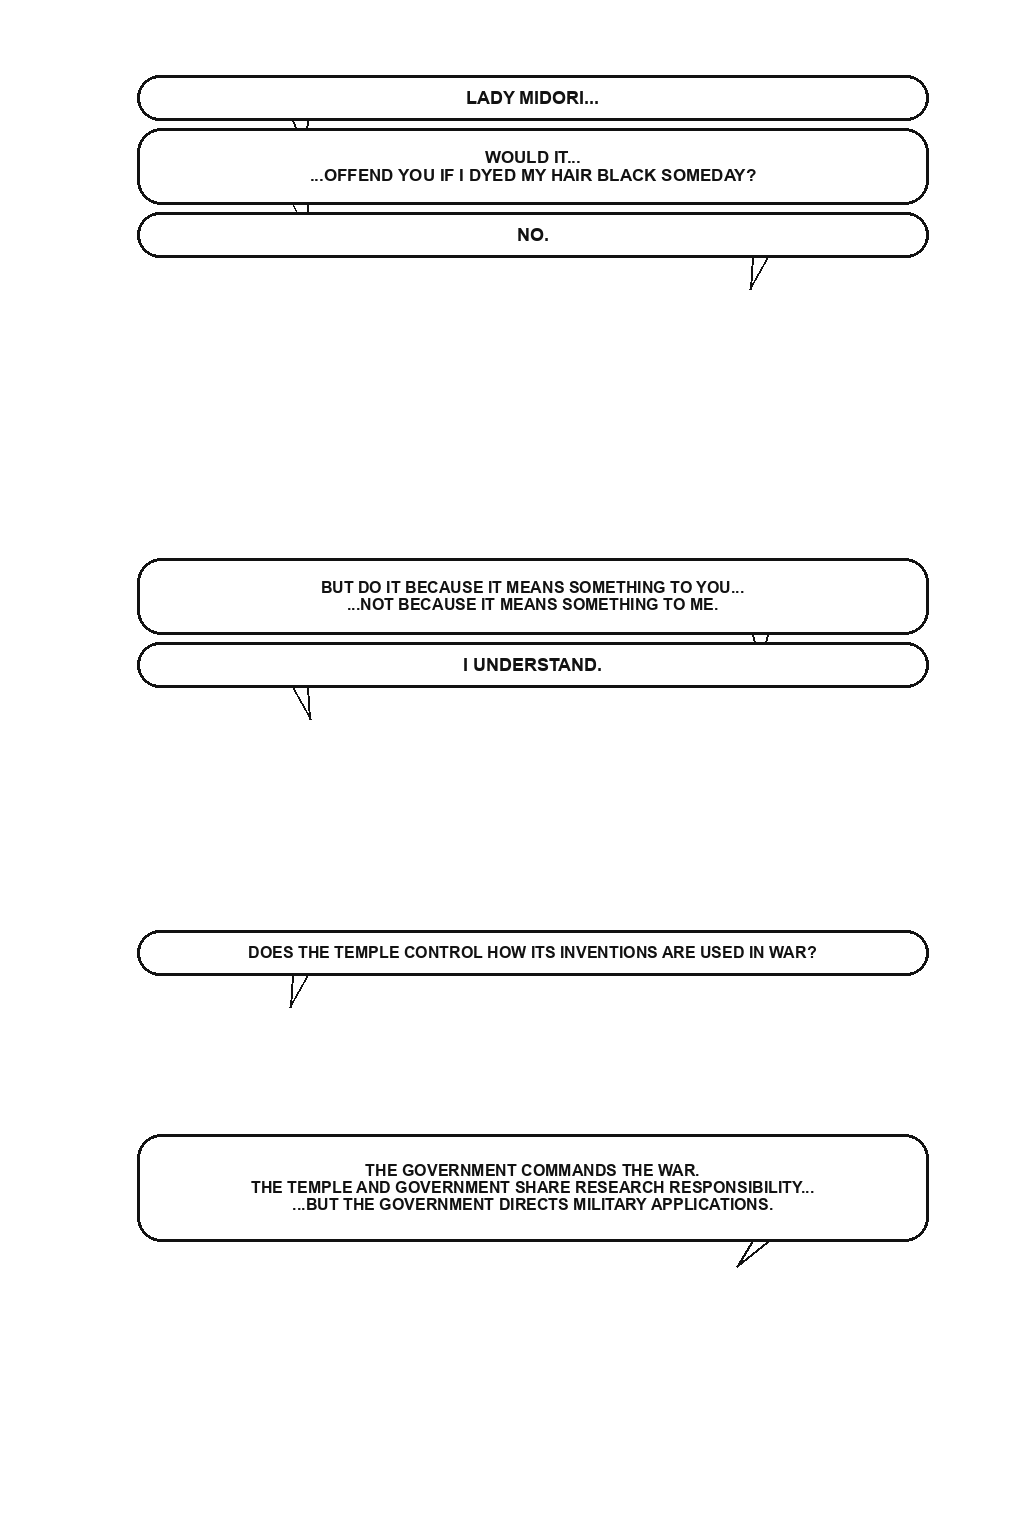 LADY MIDORI...
WOULD IT...
...OFFEND YOU IF I DYED MY HAIR BLACK SOMEDAY?
NO.
BUT DO IT BECAUSE IT MEANS SOMETHING TO YOU...
...NOT BECAUSE IT MEANS SOMETHING TO ME.
I UNDERSTAND.
DOES THE TEMPLE CONTROL HOW ITS INVENTIONS ARE USED IN WAR?
THE GOVERNMENT COMMANDS THE WAR.
THE TEMPLE AND GOVERNMENT SHARE RESEARCH RESPONSIBILITY...
...BUT THE GOVERNMENT DIRECTS MILITARY APPLICATIONS.